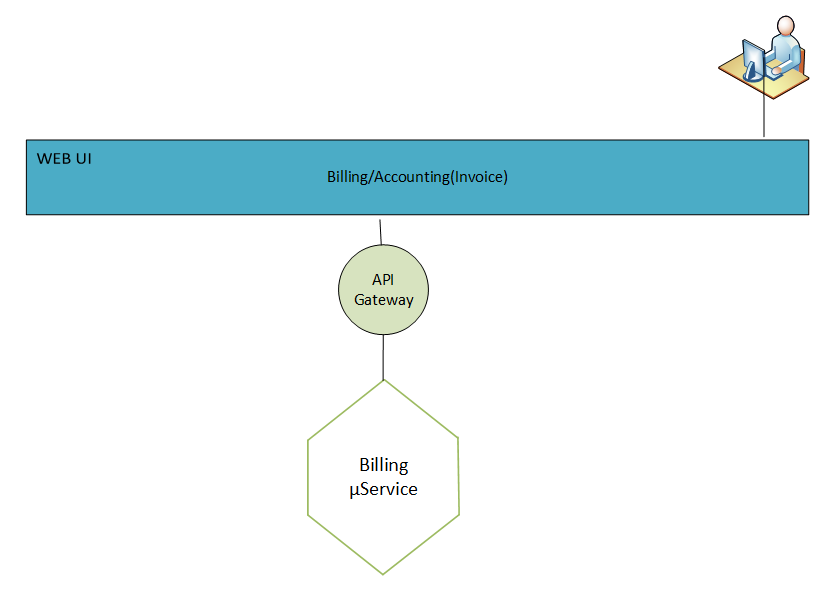 WEB UI
Billing/Accounting(Invoice)
API
Gateway
Billing
µService